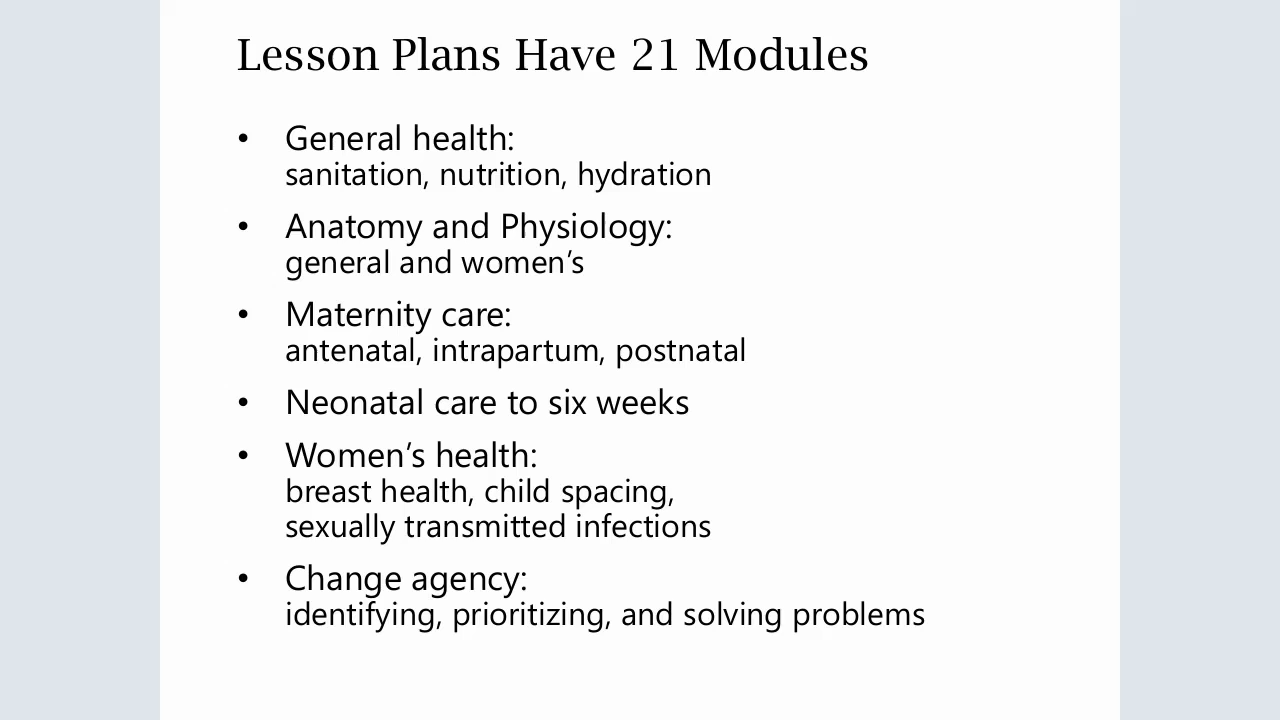 Lesson Plans Have 21 Modules
• General health:
sanitation, nutrition, hydration
• Anatomy and Physiology:
general and women’s
• Maternity care:
antenatal, intrapartum, postnatal
• Neonatal care to six weeks
• Women’s health:
breast health, child spacing,
sexually transmitted infections
• Change agency:
identifying, prioritizing, and solving problems